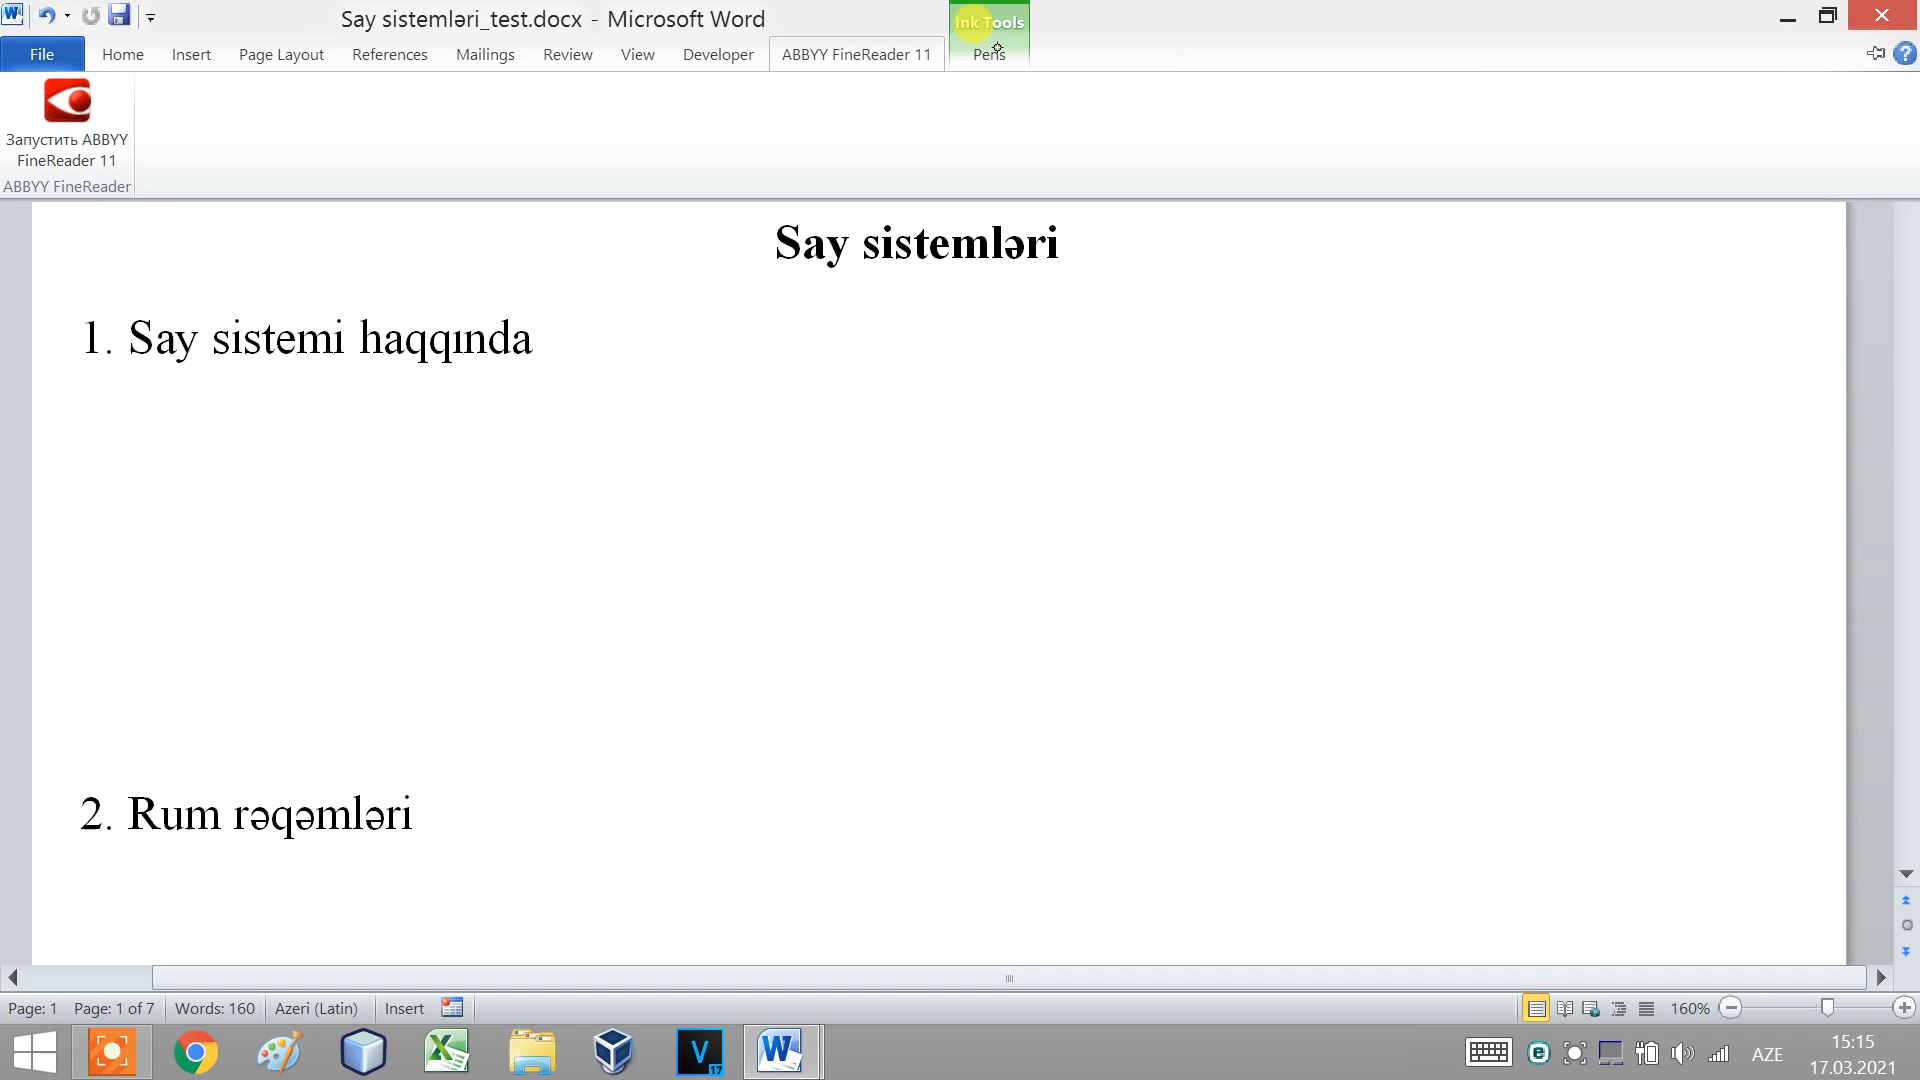 Say sistemləri_test.docx - Microsoft Word
Ink Tools
File Home Insert Page Layout References Mailings Review View Developer ABBYY FineReader 11 Pens
Запустить ABBYY
FineReader 11
ABBYY FineReader
Say sistemləri
1. Say sistemi haqqında
2. Rum rəqəmləri
Page: 1 Page: 1 of 7 Words: 160 Azeri (Latin) Insert 160%
15:15
AZE
17.03.2021